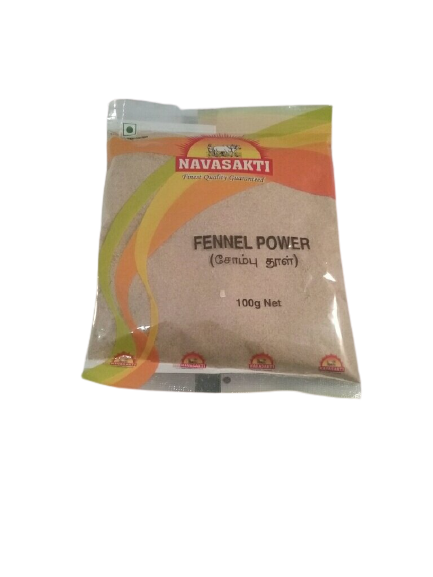 NAVASAKTI
Finest Quality Guaranteed
FENNEL POWER
(சோம்பு தூள்)
100g Net